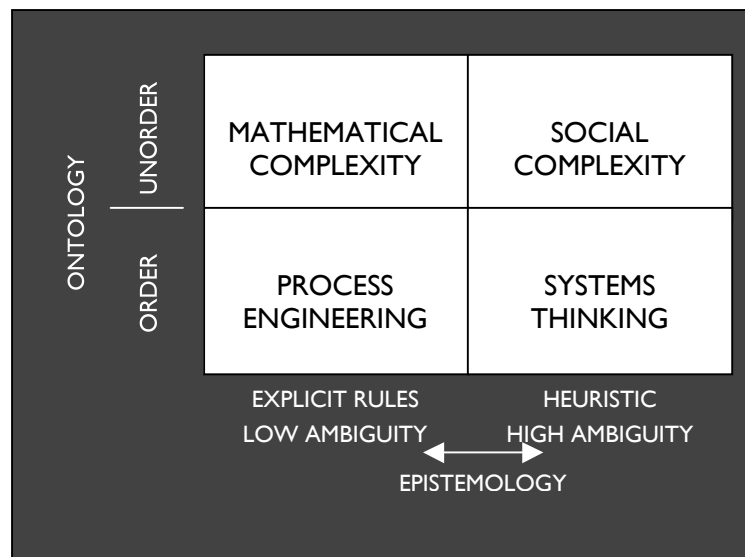 ONTOLOGY
UNORDER
ORDER
MATHEMATICAL
COMPLEXITY
SOCIAL
COMPLEXITY
PROCESS
ENGINEERING
SYSTEMS
THINKING
EXPLICIT RULES
LOW AMBIGUITY
HEURISTIC
HIGH AMBIGUITY
EPISTEMOLOGY